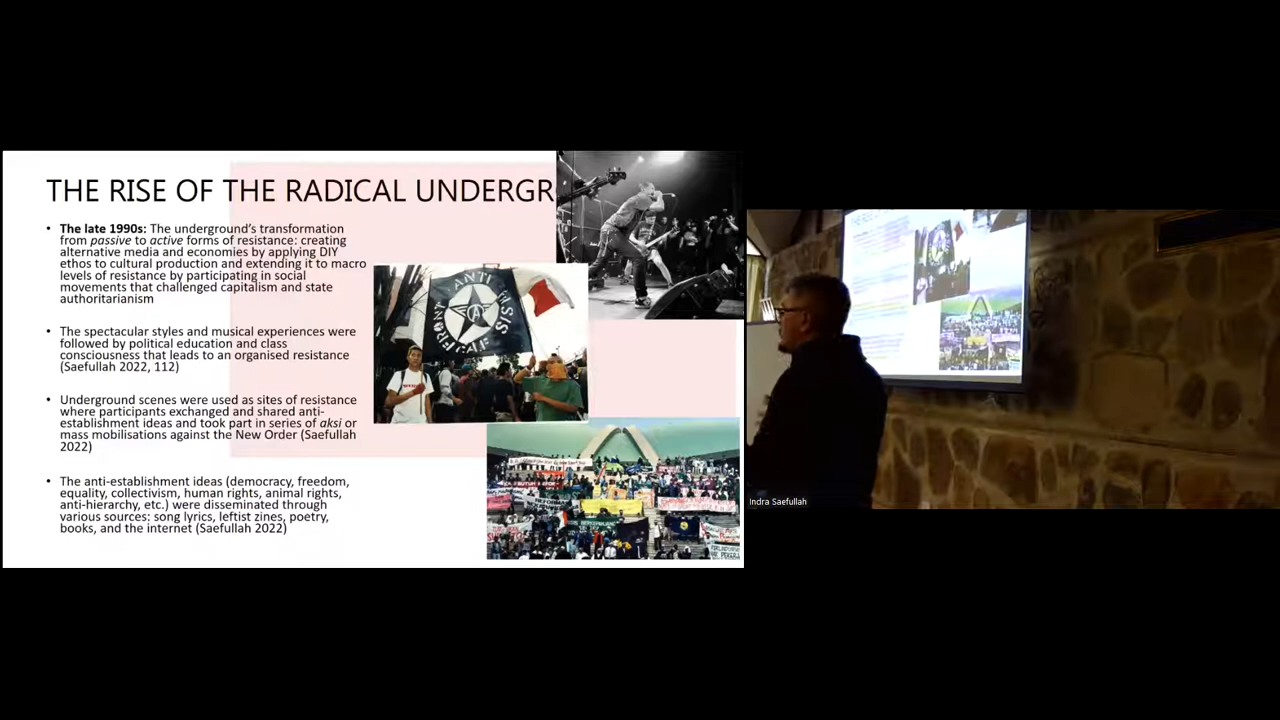 THE RISE OF THE RADICAL UNDERGR
• The late 1990s: The underground's transformation
from passive to active forms of resistance: creating
alternative media and economies by applying DIY
ethos to cultural production and extending it to macro
levels of resistance by participating in social
movements that challenged capitalism and state
authoritarianism
• The spectacular styles and musical experiences were
followed by political education and class
consciousness that leads to an organised resistance
(Saefullah 2022, 112)
• Underground scenes were used as sites of resistance
where participants exchanged and shared anti-
establishment ideas and took part in series of aksi or
mass mobilisations against the New Order (Saefullah
2022)
• The anti-establishment ideas (democracy, freedom,
equality, collectivism, human rights, animal rights,
anti-hierarchy, etc.) were disseminated through
various sources: song lyrics, leftist zines, poetry,
books, and the internet (Saefullah 2022)
FRONT ANTI FASIS
Indra Saefullah